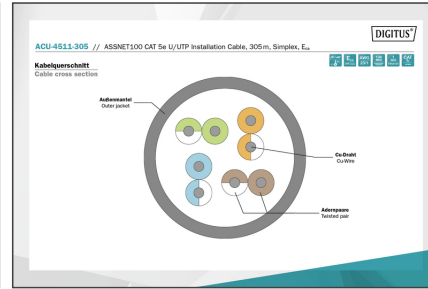 DIGITUS®
ACU-4511-305 // ASSNET100 CAT 5e U/UTP Installation Cable, 305 m, Simplex, Eca
Kabelquerschnitt
Cable cross section
Außenmantel
Outer jacket
Cu-Draht
Cu-Wire
Adernpaare
Twisted pair